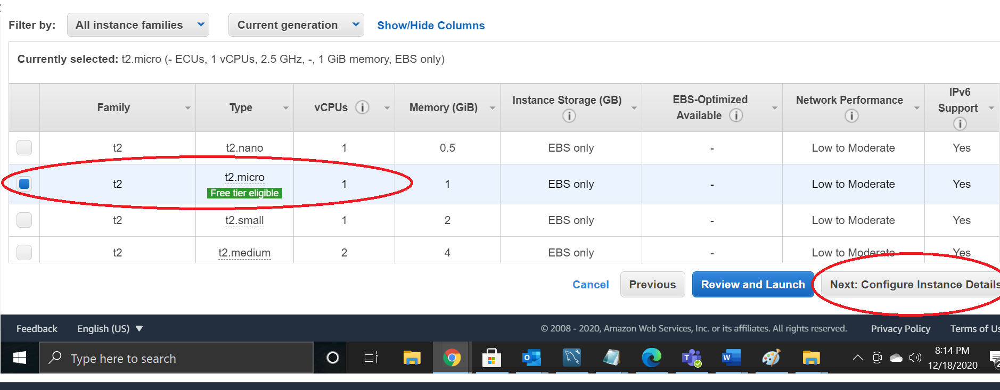 Filter by: All instance families Current generation Show/Hide Columns
Currently selected: t2.micro (- ECUs, 1 vCPUs, 2.5 GHz, -, 1 GiB memory, EBS only)
Family Type vCPUs i Memory (GiB) Instance Storage (GB) i EBS-Optimized Available i Network Performance i IPv6 Support i
t2 t2.nano 1 0.5 EBS only - Low to Moderate Yes
t2 t2.micro Free tier eligible 1 1 EBS only - Low to Moderate Yes
t2 t2.small 1 2 EBS only - Low to Moderate Yes
t2 t2.medium 2 4 EBS only - Low to Moderate Yes
Cancel Previous Review and Launch Next: Configure Instance Details
Feedback English (US) © 2008 - 2020, Amazon Web Services, Inc. or its affiliates. All rights reserved. Privacy Policy Terms of Us
Type here to search 8:14 PM
12/18/2020